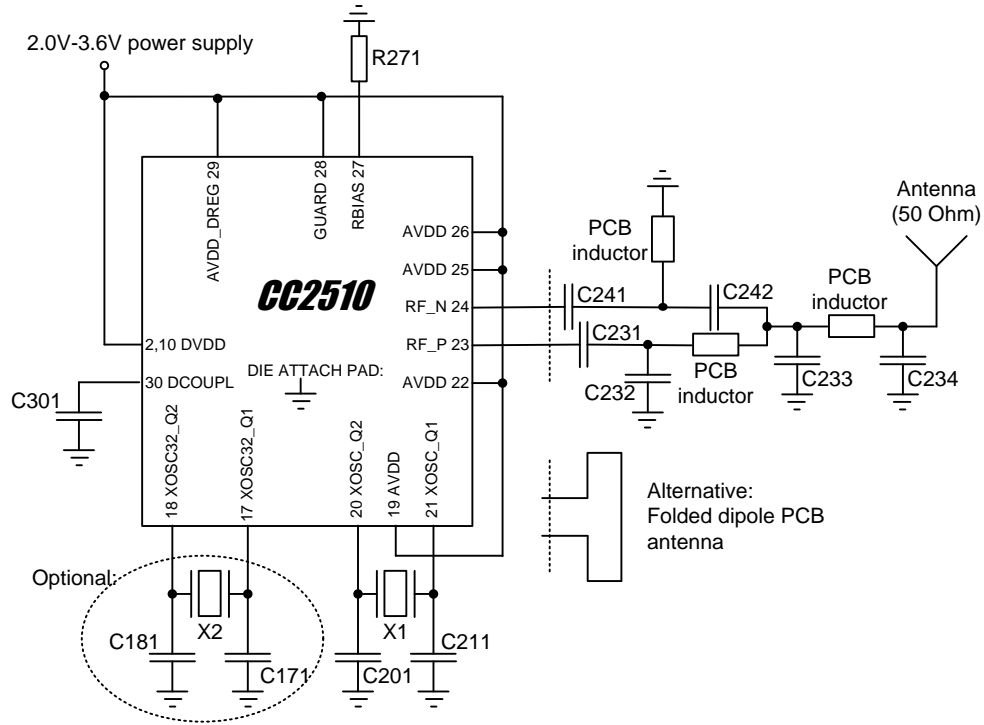 2.0V-3.6V power supply
R271
AVDD_DREG 29
GUARD 28
RBIAS 27
Antenna
(50 Ohm)
PCB
inductor
AVDD 26
AVDD 25
CC2510
RF_N 24
C241
C242
PCB
inductor
C231
2,10 DVDD
RF_P 23
DIE ATTACH PAD:
PCB
inductor
30 DCOUPL
AVDD 22
C301
C232
C233
C234
18 XOSC32_Q2
17 XOSC32_Q1
20 XOSC_Q2
19 AVDD
21 XOSC_Q1
Alternative:
Folded dipole PCB
antenna
Optional:
X2
X1
C181
C171
C201
C211